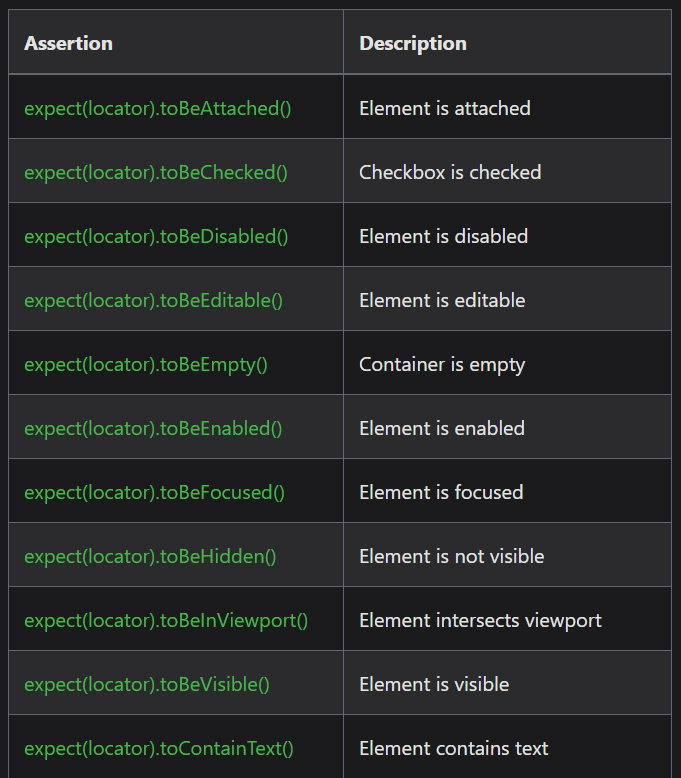 Assertion Description
expect(locator).toBeAttached() Element is attached
expect(locator).toBeChecked() Checkbox is checked
expect(locator).toBeDisabled() Element is disabled
expect(locator).toBeEditable() Element is editable
expect(locator).toBeEmpty() Container is empty
expect(locator).toBeEnabled() Element is enabled
expect(locator).toBeFocused() Element is focused
expect(locator).toBeHidden() Element is not visible
expect(locator).toBeInViewport() Element intersects viewport
expect(locator).toBeVisible() Element is visible
expect(locator).toContainText() Element contains text